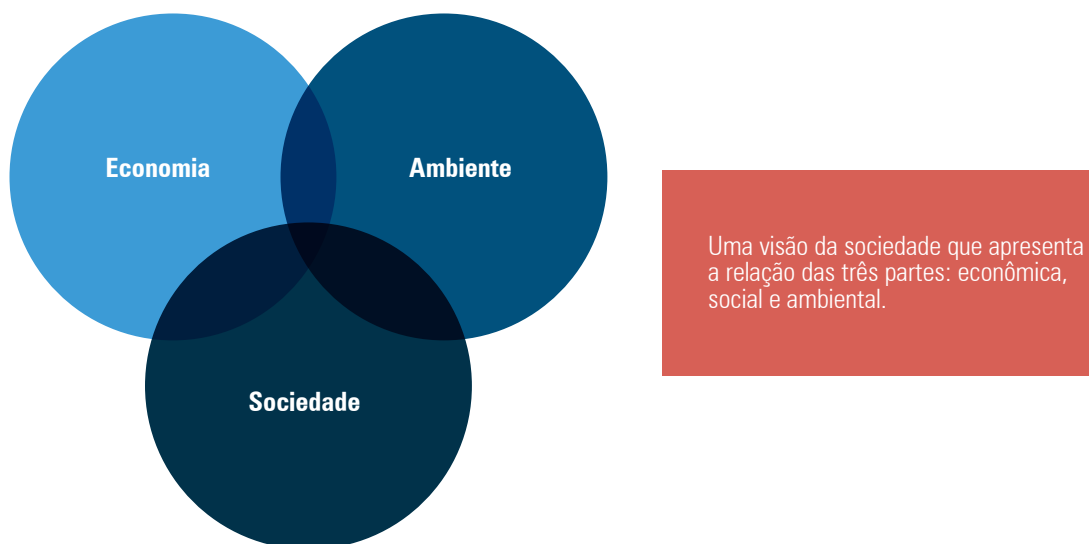 Economia
Ambiente
Sociedade
Uma visão da sociedade que apresenta
a relação das três partes: econômica,
social e ambiental.